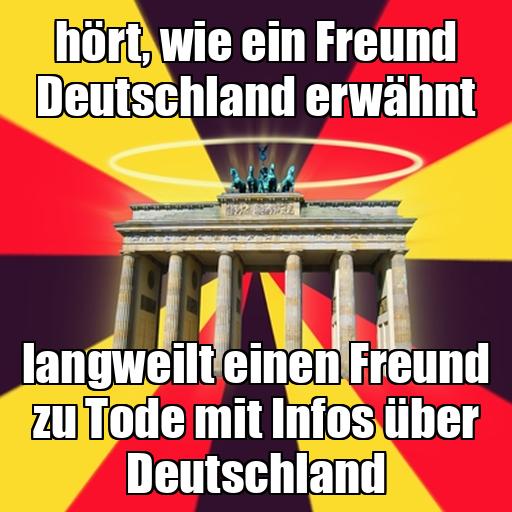 hört, wie ein Freund
Deutschland erwähnt
langweilt einen Freund
zu Tode mit Infos über
Deutschland